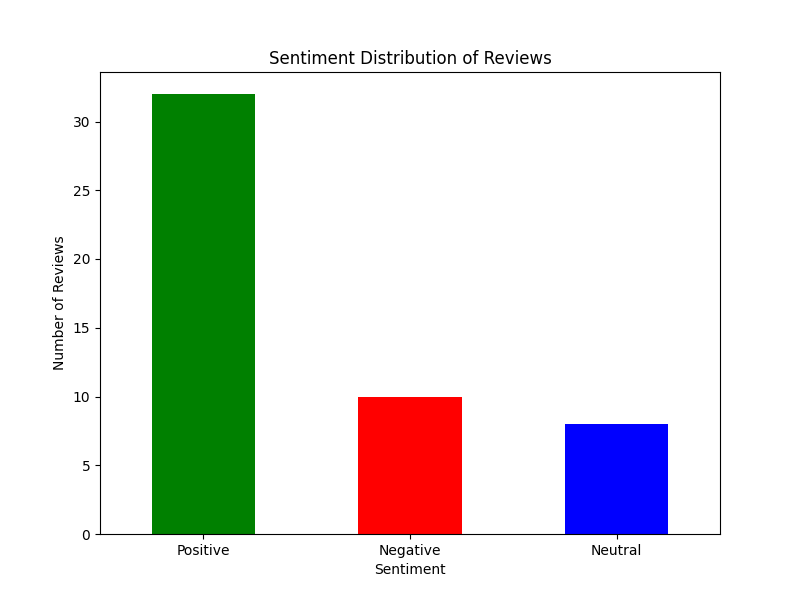 Sentiment Distribution of Reviews
Number of Reviews
30
25
20
15
10
5
0
Positive Negative Neutral
Sentiment